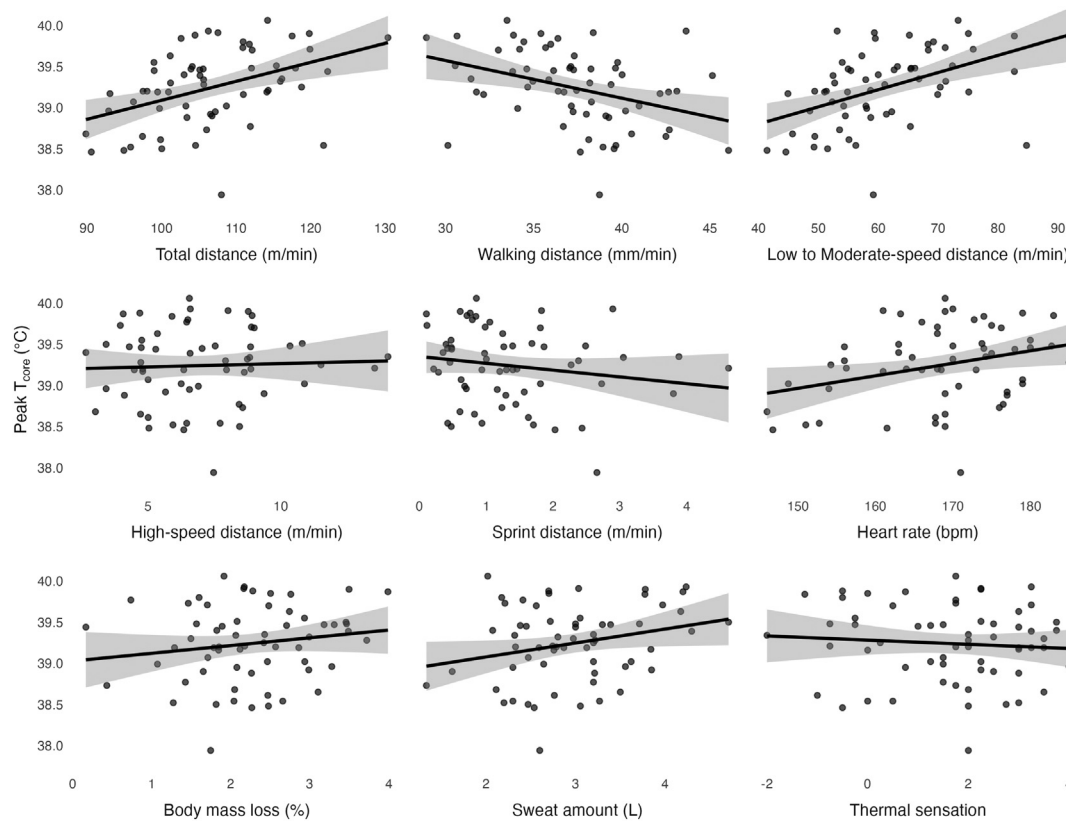 40.0
39.5
39.0
38.5
38.0
90 100 110 120 130 30 35 40 45 40 50 60 70 80 90
Total distance (m/min) Walking distance (mm/min) Low to Moderate-speed distance (m/min)
Peak Tcore (°C)
40.0
39.5
39.0
38.5
38.0
5 10 0 1 2 3 4 150 160 170 180
High-speed distance (m/min) Sprint distance (m/min) Heart rate (bpm)
40.0
39.5
39.0
38.5
38.0
0 1 2 3 4 2 3 4 -2 0 2
Body mass loss (%) Sweat amount (L) Thermal sensation